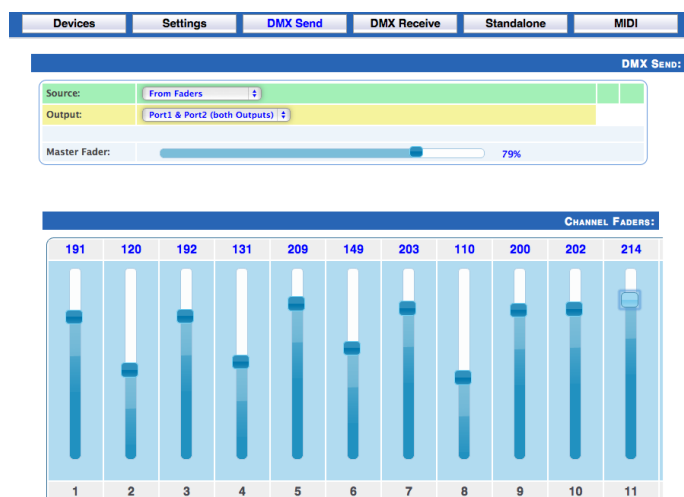 Devices Settings DMX Send DMX Receive Standalone MIDI
DMX SEND:
Source: From Faders
Output: Port1 & Port2 (both Outputs)
Master Fader: 79%
CHANNEL FADERS:
191 120 192 131 209 149 203 110 200 202 214
1 2 3 4 5 6 7 8 9 10 11